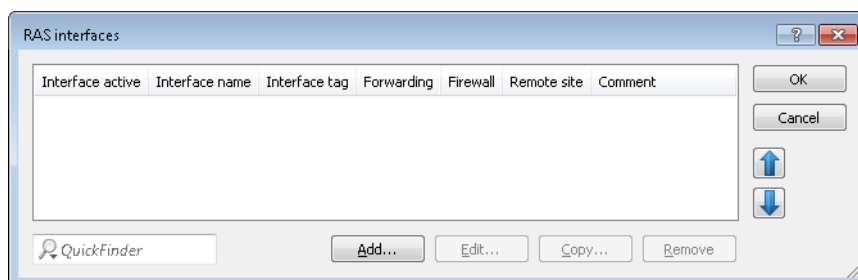 RAS interfaces
Interface active Interface name Interface tag Forwarding Firewall Remote site Comment
OK
Cancel
QuickFinder Add... Edit... Copy... Remove